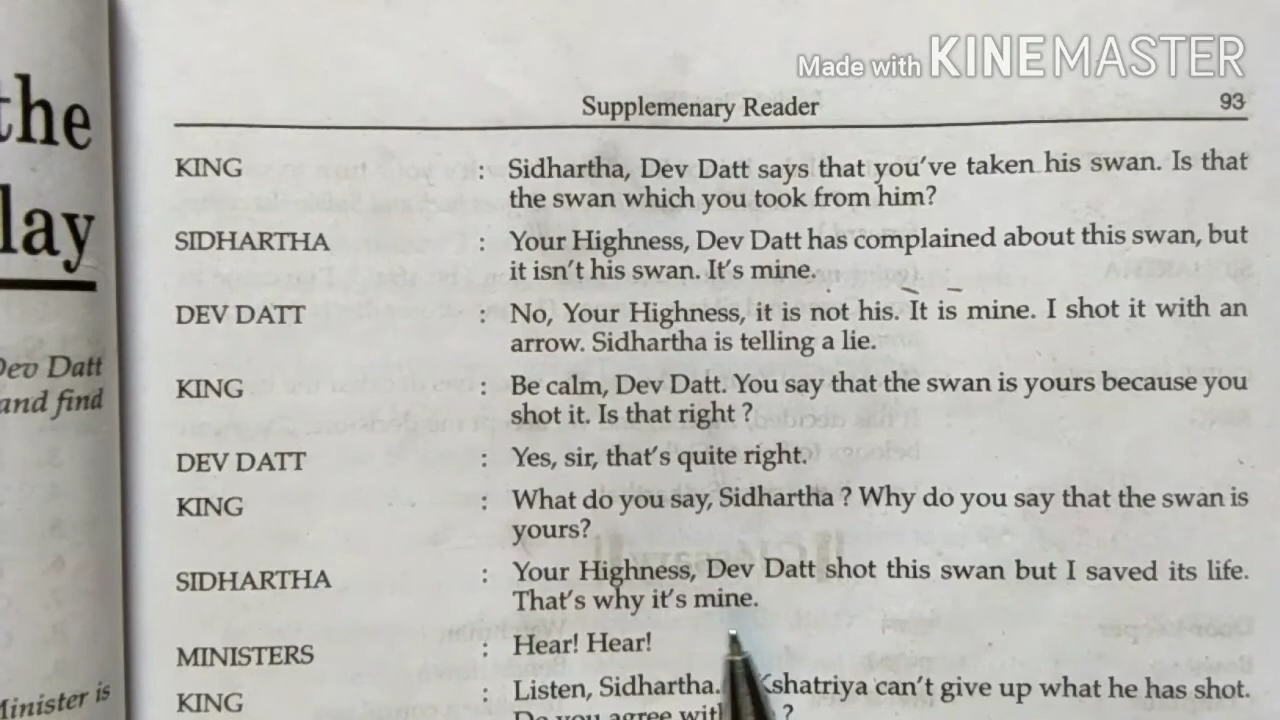 Made with KINEMASTER
the
lay
Dev Datt
and find
Minister is
Supplemenary Reader 93
KING : Sidhartha, Dev Datt says that you've taken his swan. Is that
the swan which you took from him?
SIDHARTHA : Your Highness, Dev Datt has complained about this swan, but
it isn't his swan. It's mine.
DEV DATT : No, Your Highness, it is not his. It is mine. I shot it with an
arrow. Sidhartha is telling a lie.
KING : Be calm, Dev Datt. You say that the swan is yours because you
shot it. Is that right ?
DEV DATT : Yes, sir, that's quite right.
KING : What do you say, Sidhartha ? Why do you say that the swan is
yours?
SIDHARTHA : Your Highness, Dev Datt shot this swan but I saved its life.
That's why it's mine.
MINISTERS : Hear! Hear!
KING : Listen, Sidhartha. Kshatriya can't give up what he has shot.
Do you agree with ?